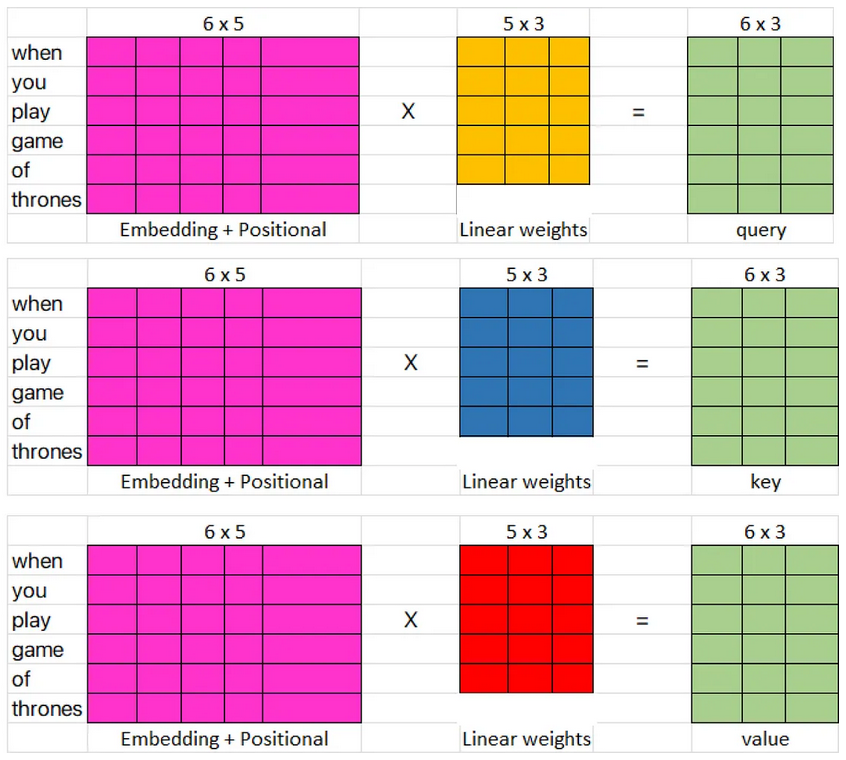 6 x 5 5 x 3 6 x 3
when
you
play X =
game
of
thrones
Embedding + Positional Linear weights query
6 x 5 5 x 3 6 x 3
when
you
play X =
game
of
thrones
Embedding + Positional Linear weights key
6 x 5 5 x 3 6 x 3
when
you
play X =
game
of
thrones
Embedding + Positional Linear weights value